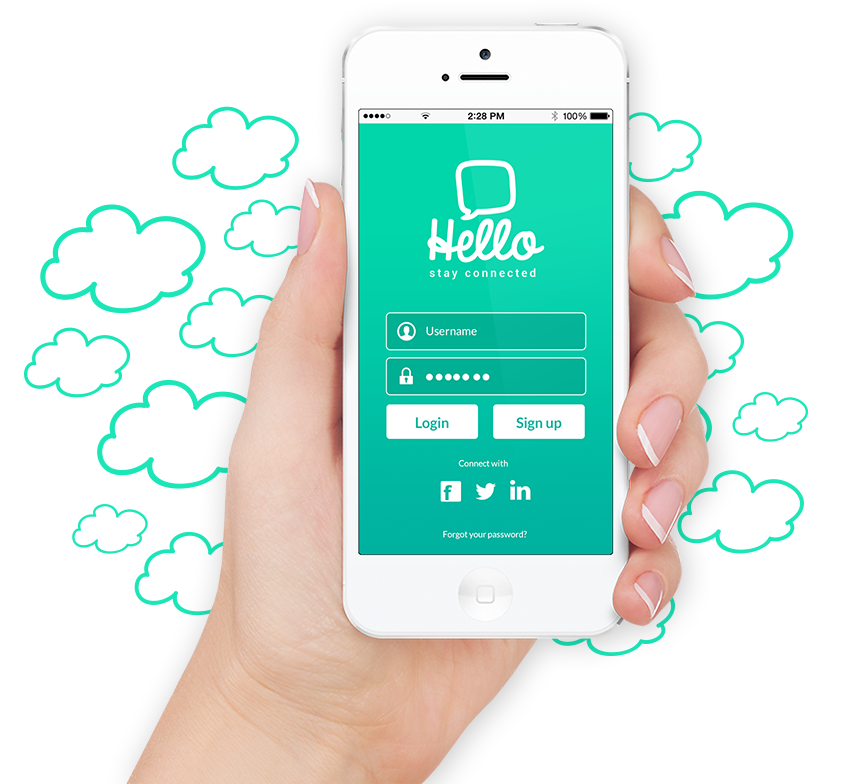 2:28 PM 100%
Hello
stay connected
Username
Login Sign up
Connect with
f in
Forgot your password?